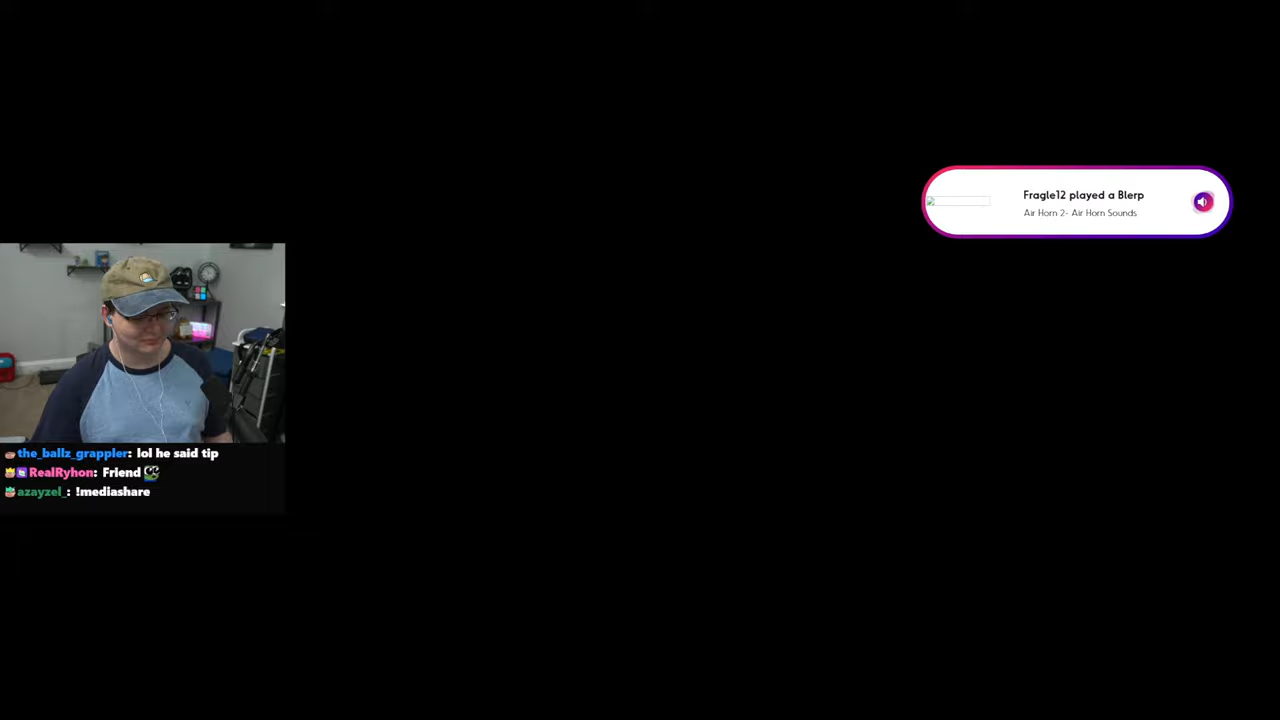 Fragle12 played a Blerp
Air Horn 2- Air Horn Sounds
the_ballz_grappler: lol he said tip
RealRyhon: Friend
azayzel_: !mediashare